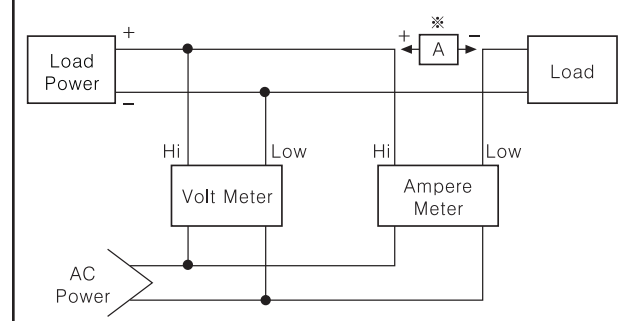 ※
+
+ A −
Load
Power
Load
−
Hi
Low
Hi
Low
Volt Meter
Ampere
Meter
AC
Power